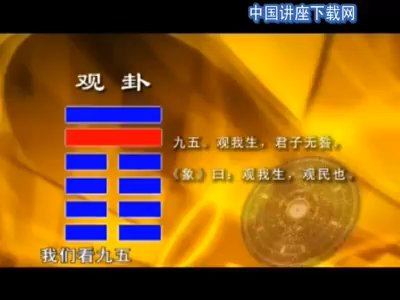 中国讲座下载网
观卦
九五，观我生，君子无咎。
《象》曰：观我生，观民也。
我们看九五